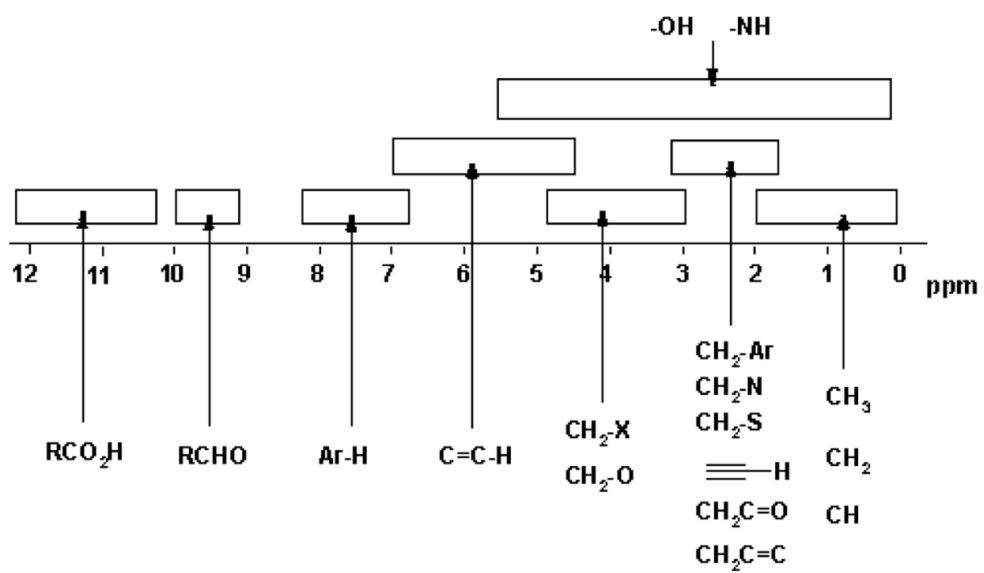 -OH -NH
12 11 10 9 8 7 6 5 4 3 2 1 0 ppm
RCO₂H
RCHO
Ar-H
C=C-H
CH₂-X
CH₂-O
CH₂-Ar
CH₂-N
CH₂-S
H
CH₂C=O
CH₂C=C
CH₃
CH₂
CH